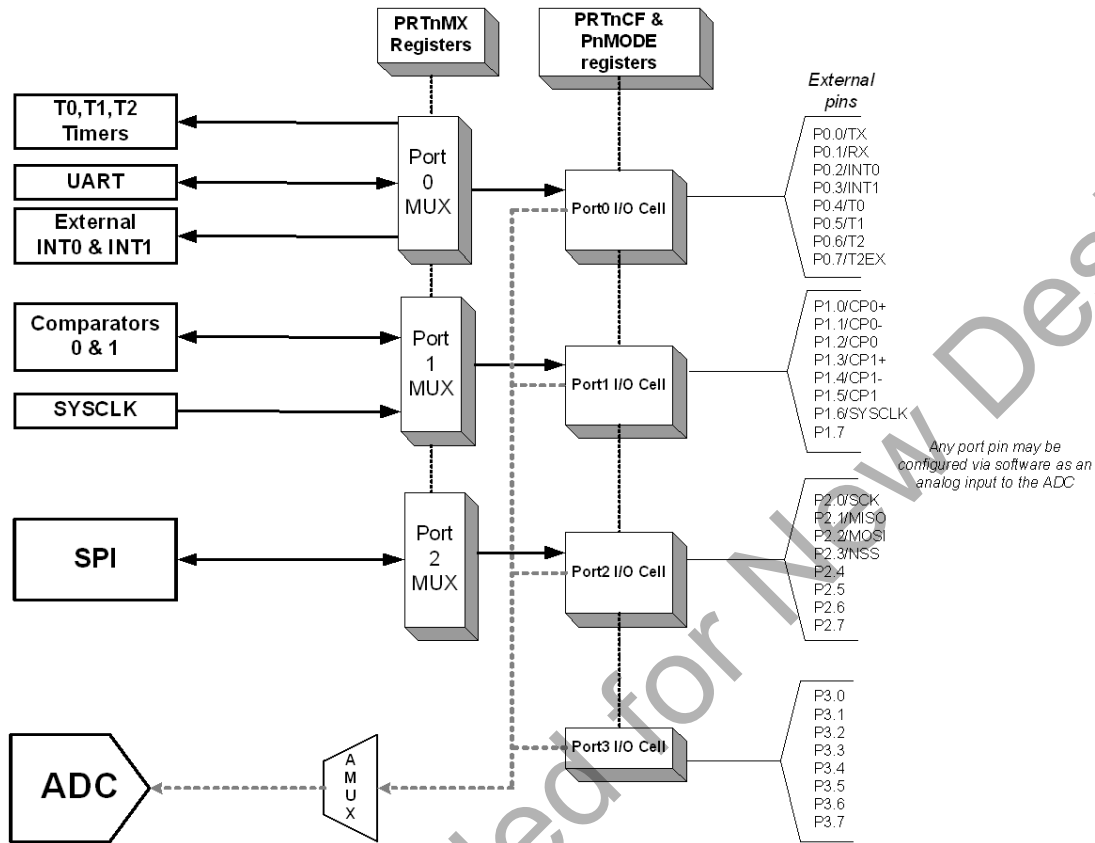 PRTnMX
Registers
PRTnCF &
PnMODE
registers
External
pins
T0,T1,T2
Timers
UART
External
INT0 & INT1
Port
0
MUX
Port0 I/O Cell
P0.0/TX
P0.1/RX
P0.2/INT0
P0.3/INT1
P0.4/T0
P0.5/T1
P0.6/T2
P0.7/T2EX
Comparators
0 & 1
SYSCLK
Port
1
MUX
Port1 I/O Cell
P1.0/CP0+
P1.1/CP0-
P1.2/CP0
P1.3/CP1+
P1.4/CP1-
P1.5/CP1
P1.6/SYSCLK
P1.7
Any port pin may be
configured via software as an
analog input to the ADC
SPI
Port
2
MUX
Port2 I/O Cell
P2.0/SCK
P2.1/MISO
P2.2/MOSI
P2.3/NSS
P2.4
P2.5
P2.6
P2.7
ADC
AMUX
Port3 I/O Cell
P3.0
P3.1
P3.2
P3.3
P3.4
P3.5
P3.6
P3.7
for New